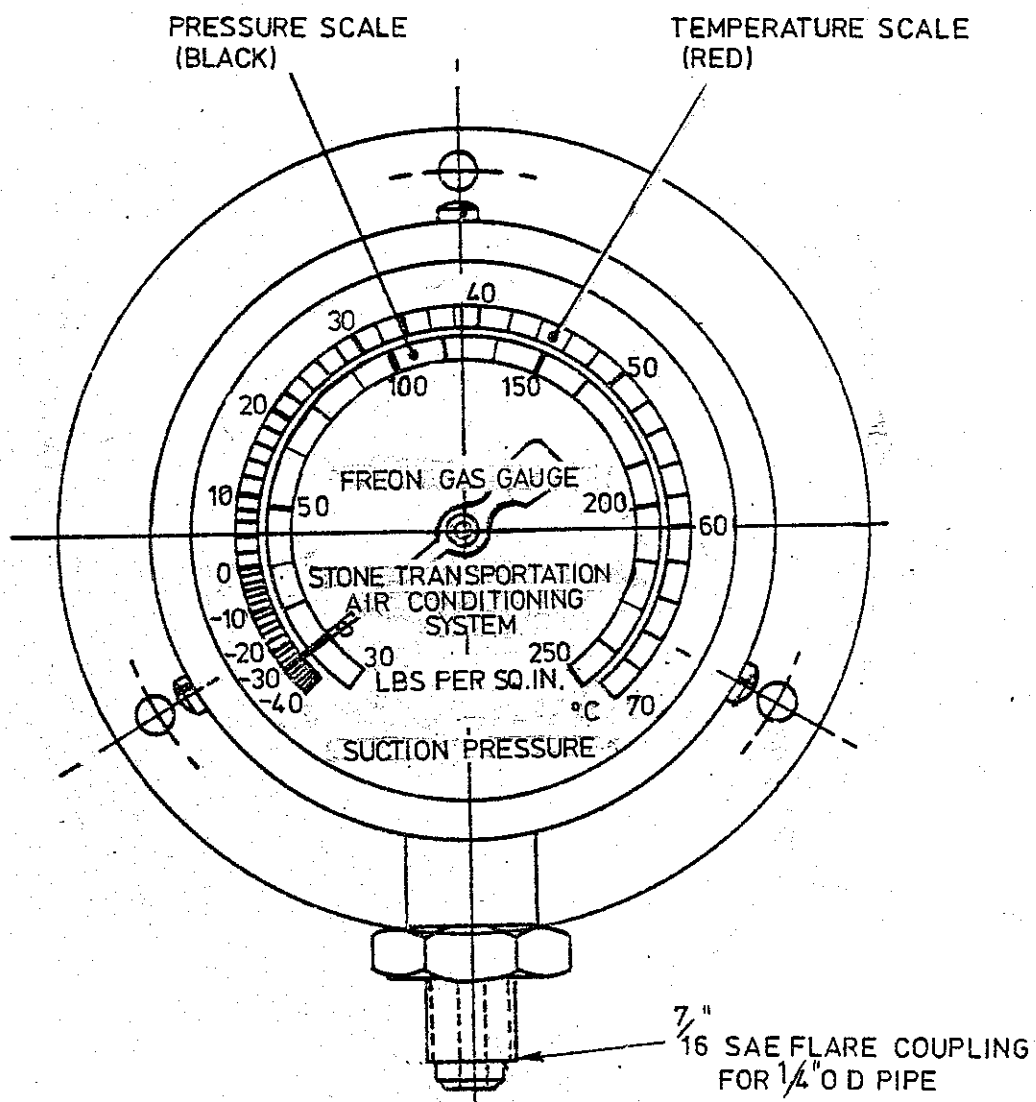 PRESSURE SCALE
(BLACK)
TEMPERATURE SCALE
(RED)
40
30
50
20
100
150
10
FREON GAS GAUGE
50
200
60
0
STONE TRANSPORTATION
AIR CONDITIONING
SYSTEM
-10
-20
-30
-40
30
250
LBS PER SQ.IN.
°C
70
SUCTION PRESSURE
7/16" SAE FLARE COUPLING
FOR 1/4" O D PIPE